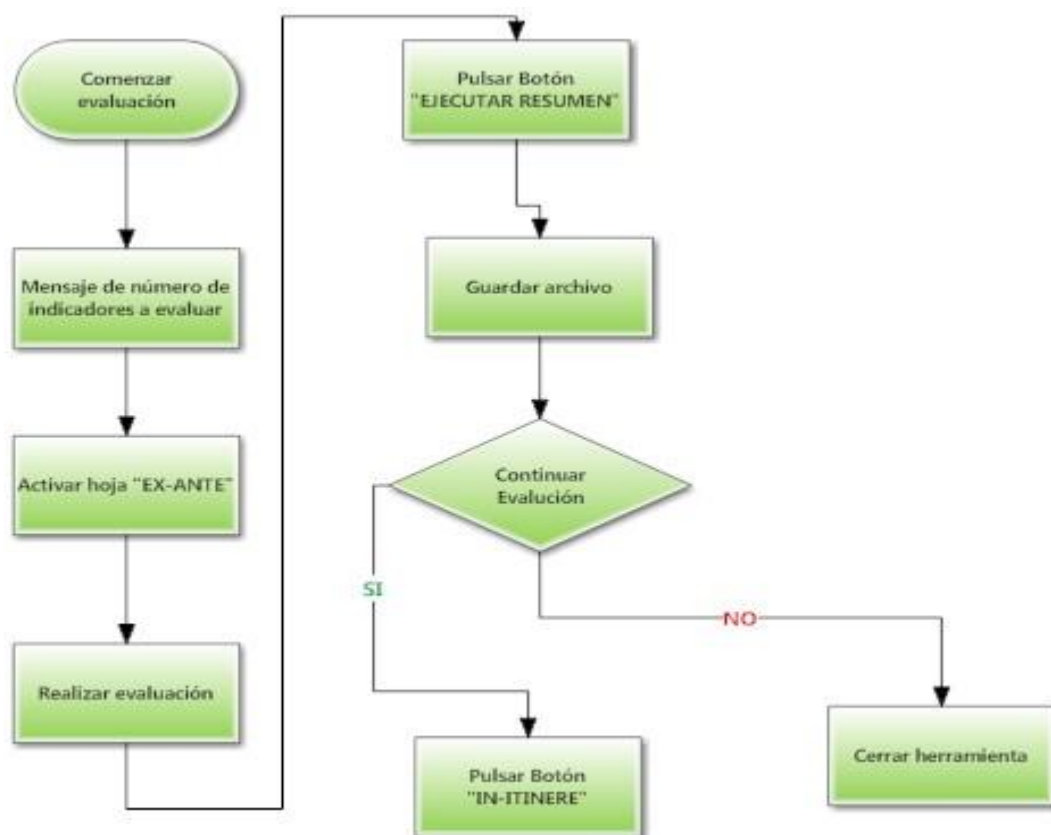 Comenzar
evaluación
Mensaje de número de
indicadores a evaluar
Activar hoja "EX-ANTE"
Realizar evaluación
Pulsar Botón
"EJECUTAR RESUMEN"
Guardar archivo
Continuar
Evalución
SI
NO
Pulsar Botón
"IN-ITINERE"
Cerrar herramienta